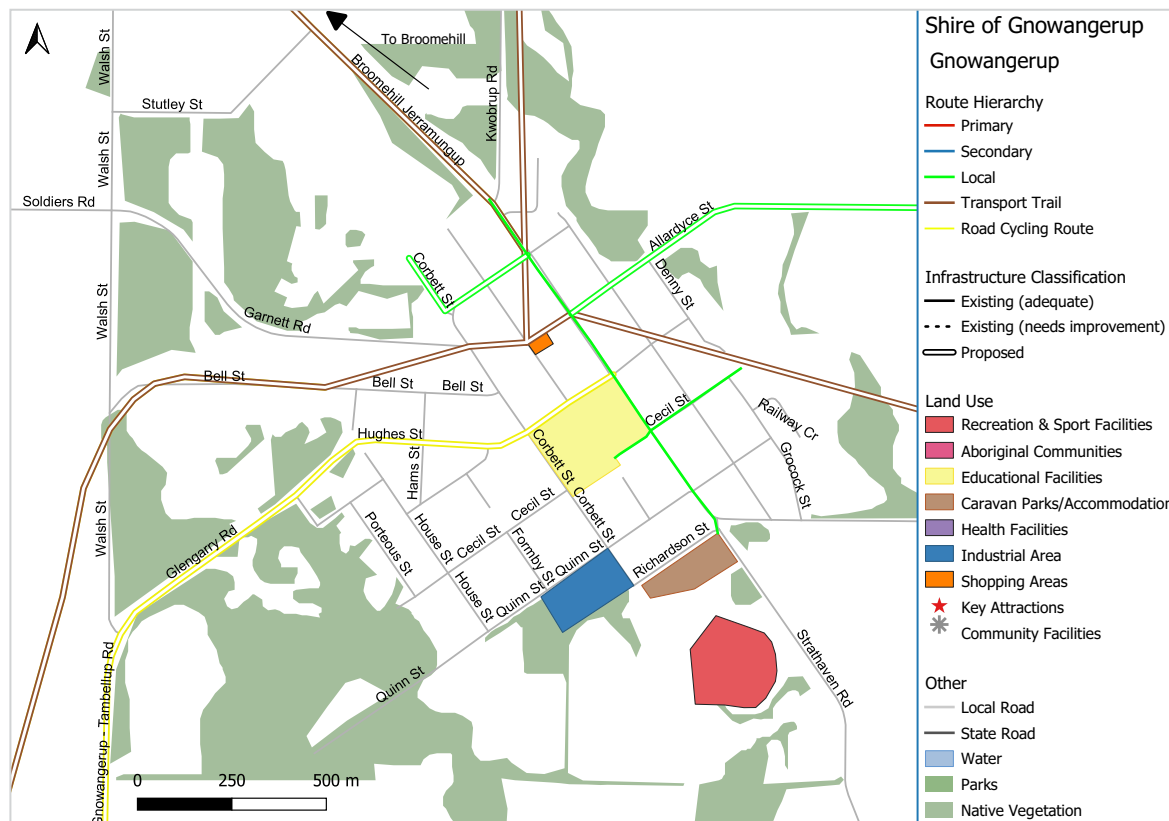 Shire of Gnowangerup
Gnowangerup
Route Hierarchy
Primary
Secondary
Local
Transport Trail
Road Cycling Route
Infrastructure Classification
Existing (adequate)
Existing (needs improvement)
Proposed
Land Use
Recreation & Sport Facilities
Aboriginal Communities
Educational Facilities
Caravan Parks/Accommodation
Health Facilities
Industrial Area
Shopping Areas
Key Attractions
Community Facilities
Other
Local Road
State Road
Water
Parks
Native Vegetation
To Broomehill
Walsh St
Stutley St
Broomehill Jerramungup
Kwobrup Rd
Walsh St
Soldiers Rd
Allardyce St
Corbett St
Denny St
Walsh St
Garnett Rd
Bell St
Bell St
Bell St
Cecil St
Railway Cr
Hughes St
Corbett St
Hams St
Grocock St
Cecil St
Corbett St
Walsh St
Porteous St
House St
Cecil St
Formby St
Quinn St
Richardson St
Glengarry Rd
House St
Quinn St
Strathaven Rd
Quinn St
Gnowangerup - Tambellup Rd
0 250 500 m